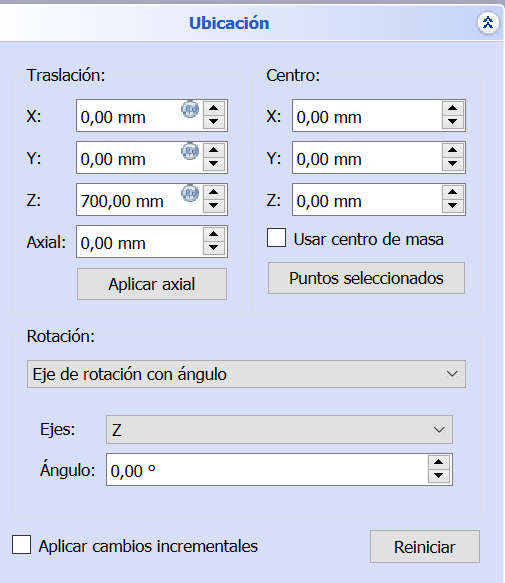 Ubicación
Traslación:
X: 0,00 mm
Y: 0,00 mm
Z: 700,00 mm
Axial: 0,00 mm
Aplicar axial
Centro:
X: 0,00 mm
Y: 0,00 mm
Z: 0,00 mm
Usar centro de masa
Puntos seleccionados
Rotación:
Eje de rotación con ángulo
Ejes: Z
Ángulo: 0,00 °
Aplicar cambios incrementales
Reiniciar